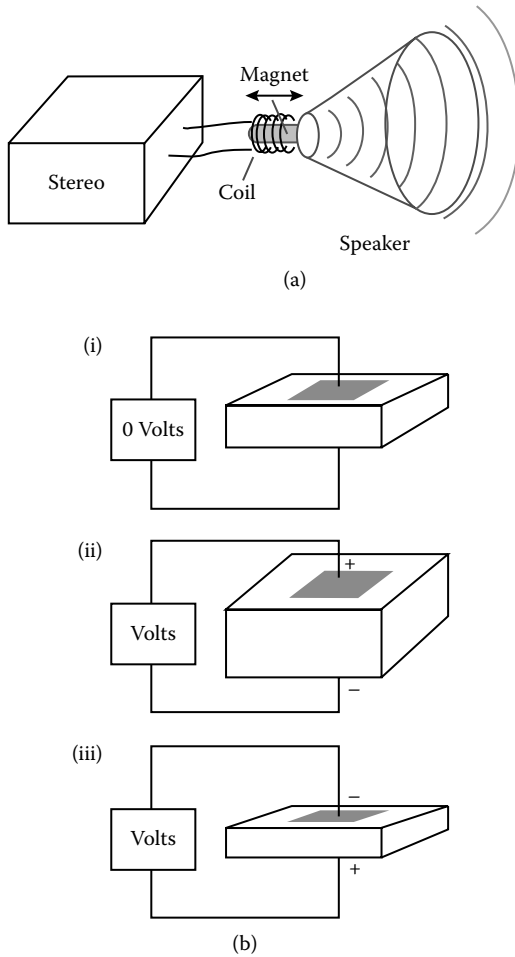 Magnet
Stereo
Coil
Speaker
(a)
(i)
0 Volts
(ii)
+
Volts
–
(iii)
–
Volts
+
(b)